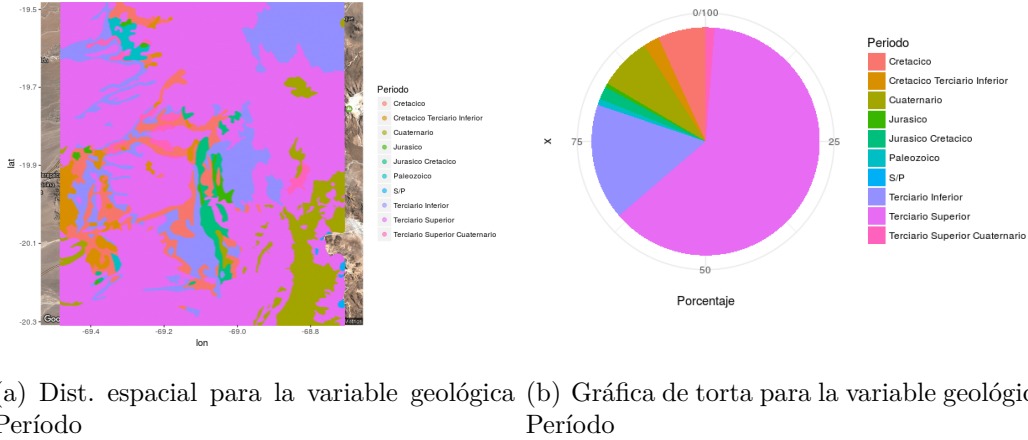 -19.5
-19.7
-19.9
-20.1
-20.3
lat
-69.4
-69.2
-69.0
-68.8
lon
Periodo
Cretacico
Cretacico Terciario Inferior
Cuaternario
Jurasico
Jurasico Cretacico
Paleozoico
S/P
Terciario Inferior
Terciario Superior
Terciario Superior Cuaternario
0/100
25
50
75
x
Porcentaje
Periodo
Cretacico
Cretacico Terciario Inferior
Cuaternario
Jurasico
Jurasico Cretacico
Paleozoico
S/P
Terciario Inferior
Terciario Superior
Terciario Superior Cuaternario
a) Dist. espacial para la variable geológica
Período
(b) Gráfica de torta para la variable geológic
Período